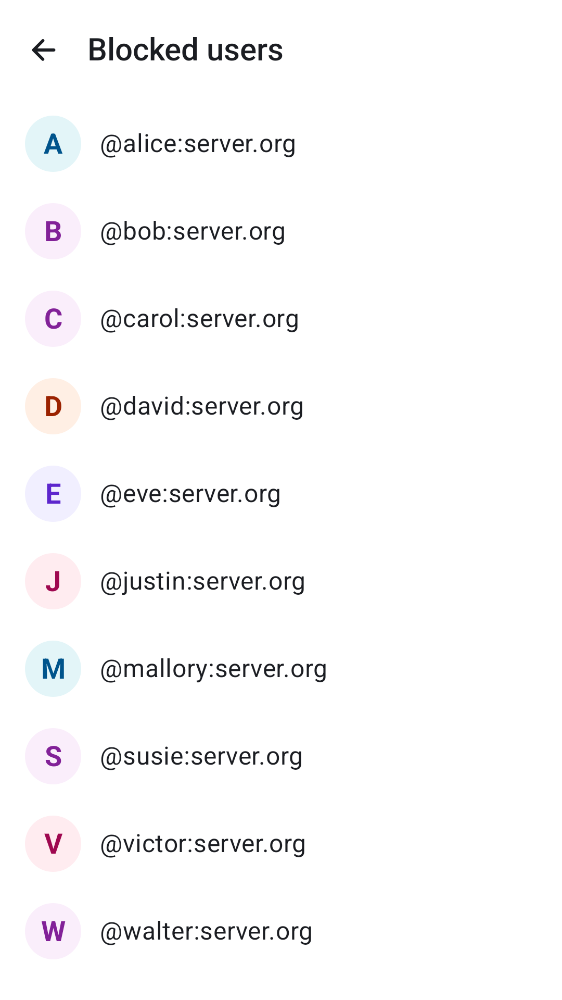 Blocked users
A @alice:server.org
B @bob:server.org
C @carol:server.org
D @david:server.org
E @eve:server.org
J @justin:server.org
M @mallory:server.org
S @susie:server.org
V @victor:server.org
W @walter:server.org